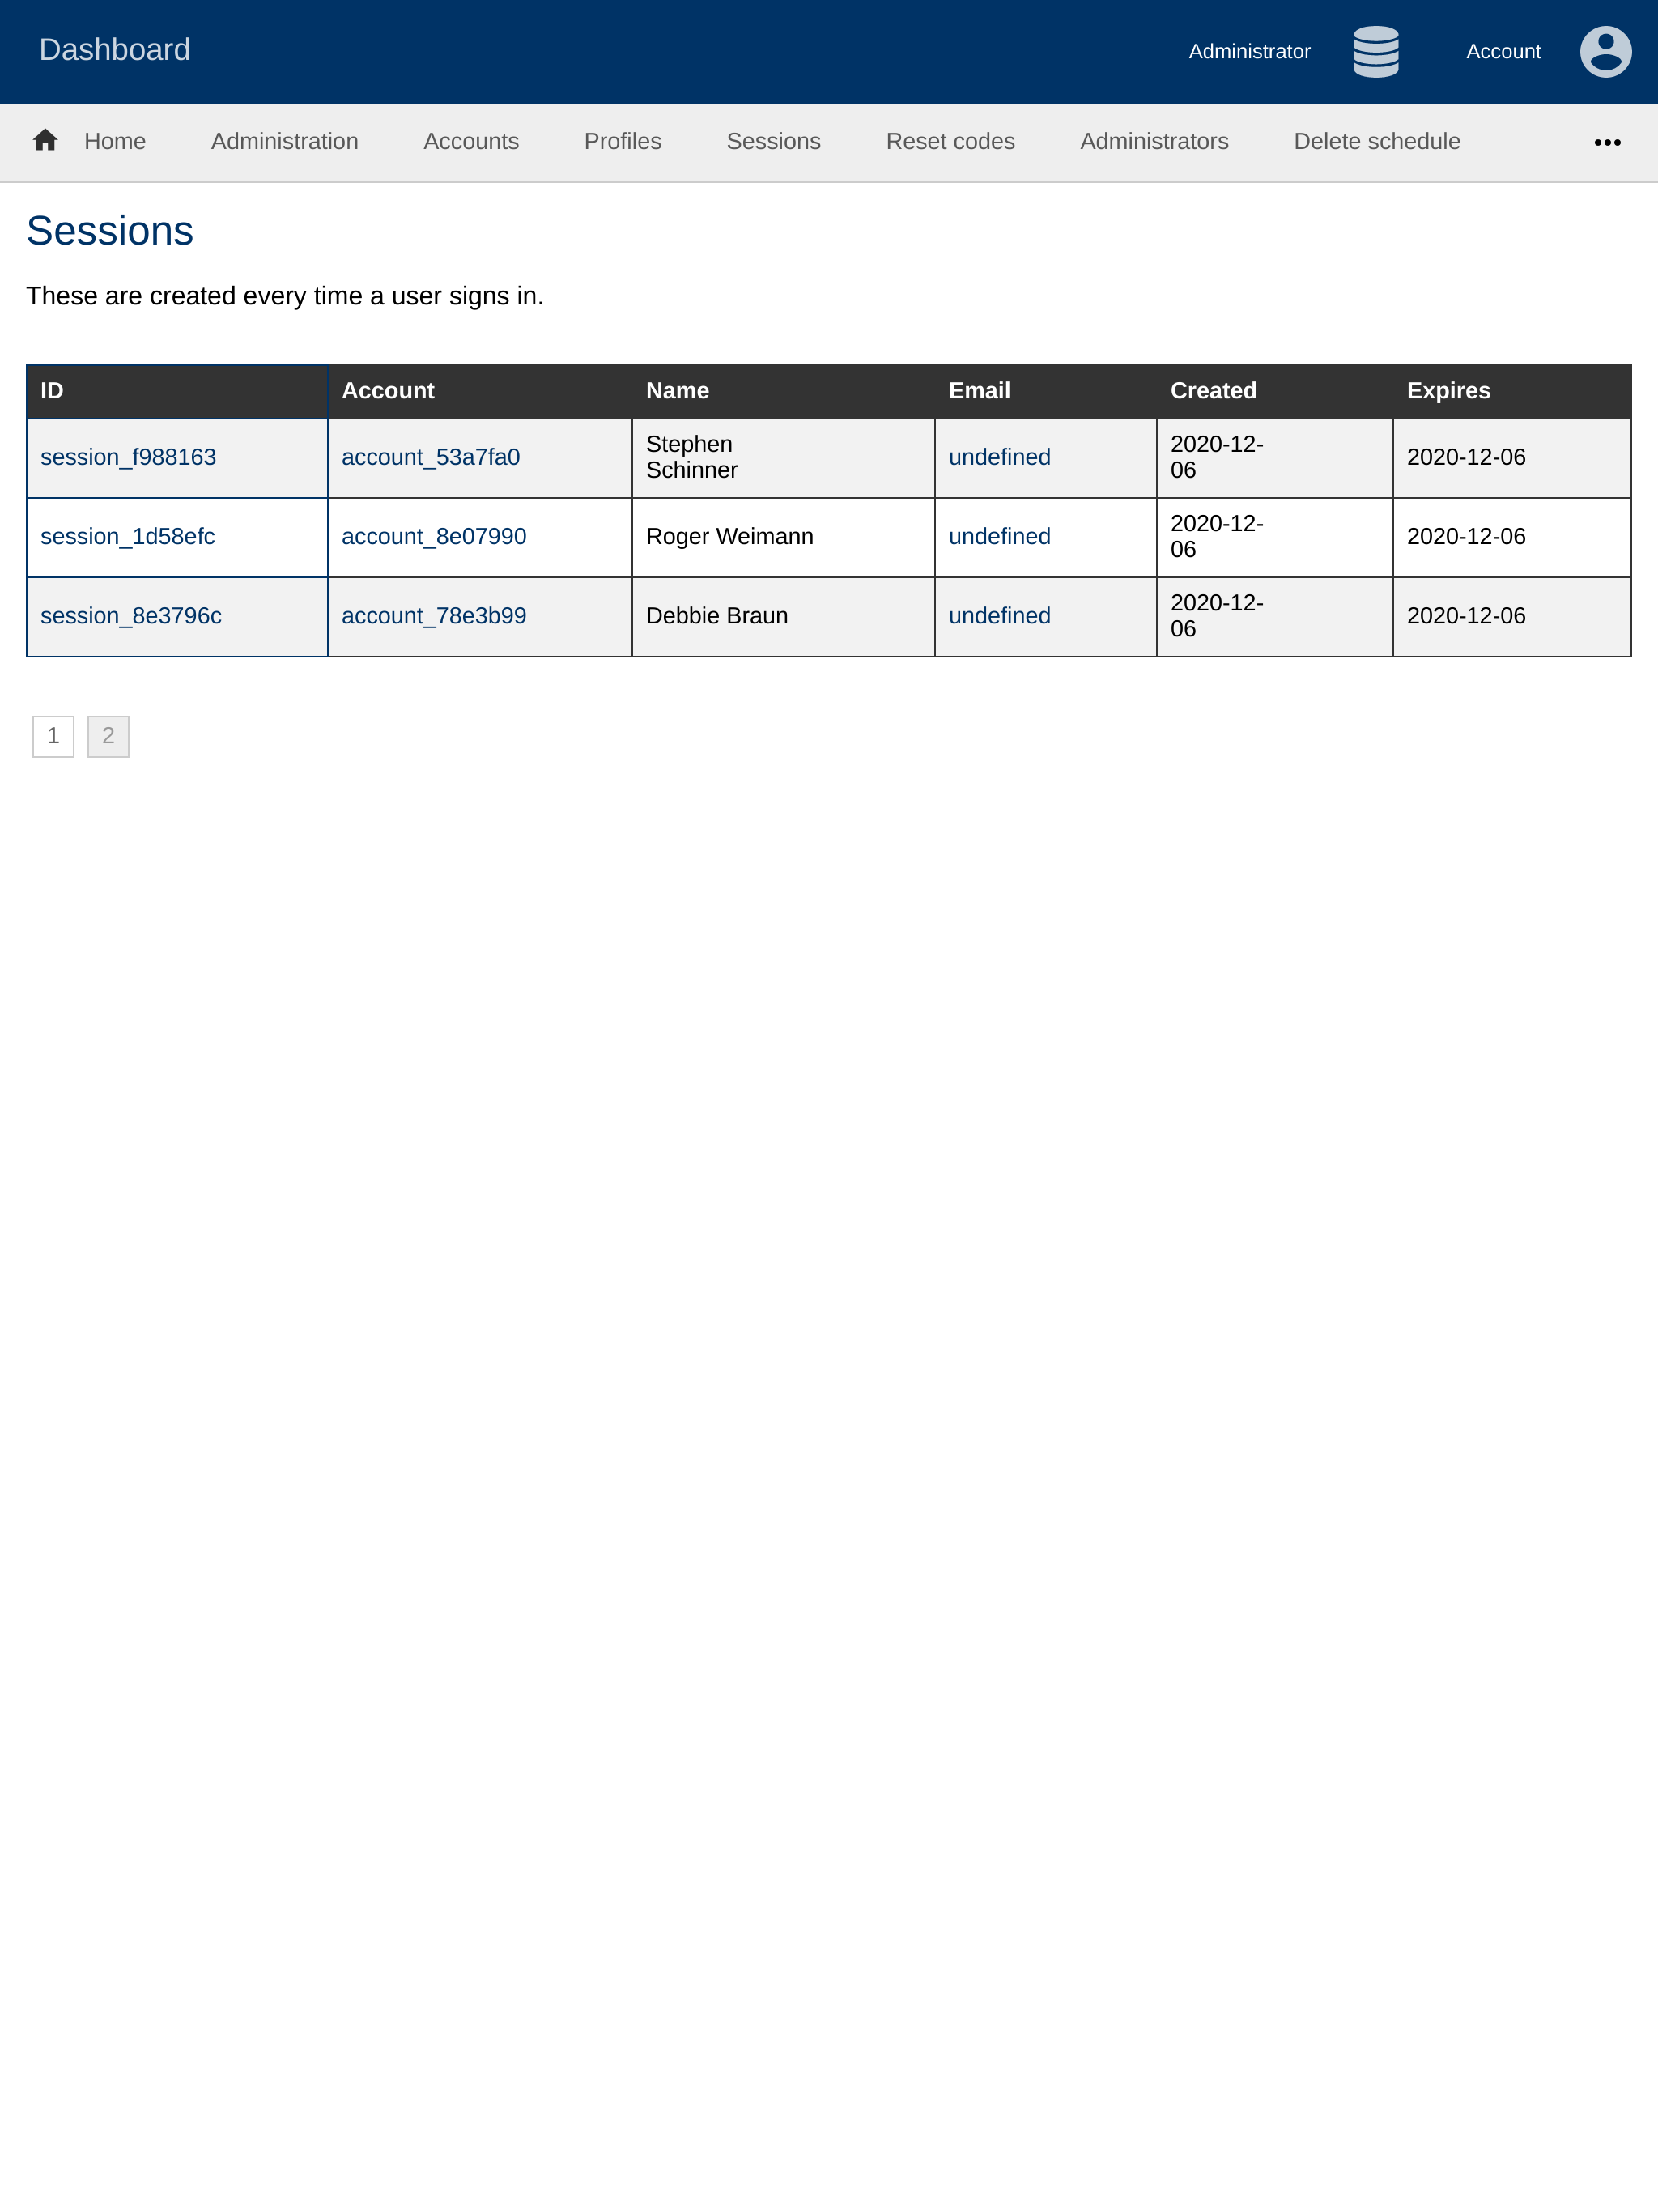 Dashboard
Administrator
Account
Home
Administration
Accounts
Profiles
Sessions
Reset codes
Administrators
Delete schedule
•••
Sessions
These are created every time a user signs in.
ID
Account
Name
Email
Created
Expires
session_f988163
account_53a7fa0
Stephen
Schinner
undefined
2020-12-
06
2020-12-06
session_1d58efc
account_8e07990
Roger Weimann
undefined
2020-12-
06
2020-12-06
session_8e3796c
account_78e3b99
Debbie Braun
undefined
2020-12-
06
2020-12-06
1
2